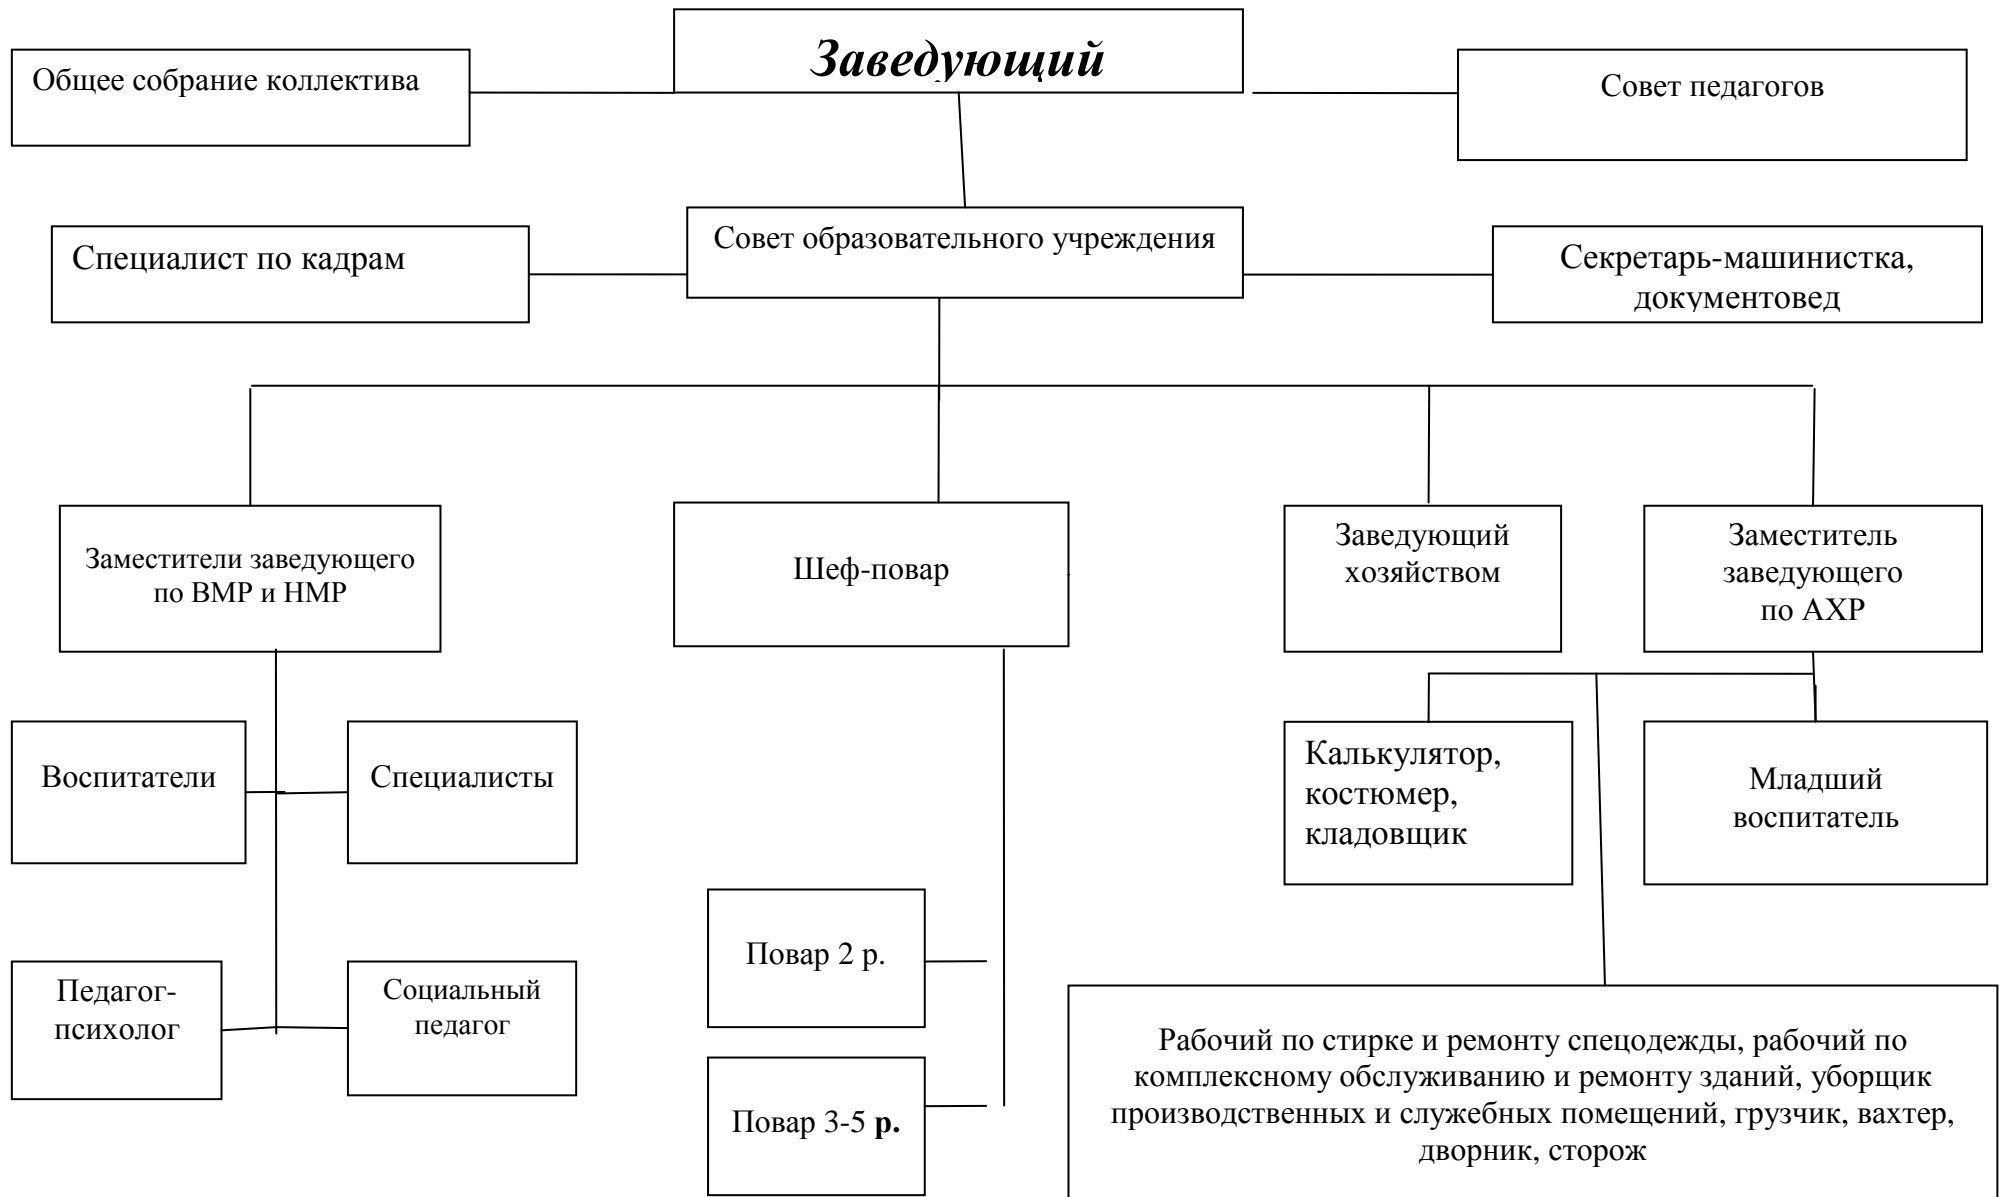 Заведующий
Общее собрание коллектива
Совет педагогов
Совет образовательного учреждения
Специалист по кадрам
Секретарь-машинистка,
документовед
Заместители заведующего
по ВМР и НМР
Шеф-повар
Заведующий
хозяйством
Заместитель
заведующего
по АХР
Воспитатели
Специалисты
Калькулятор,
костюмер,
кладовщик
Младший
воспитатель
Педагог-
психолог
Социальный
педагог
Повар 2 р.
Повар 3-5 р.
Рабочий по стирке и ремонту спецодежды, рабочий по
комплексному обслуживанию и ремонту зданий, уборщик
производственных и служебных помещений, грузчик, вахтер,
дворник, сторож